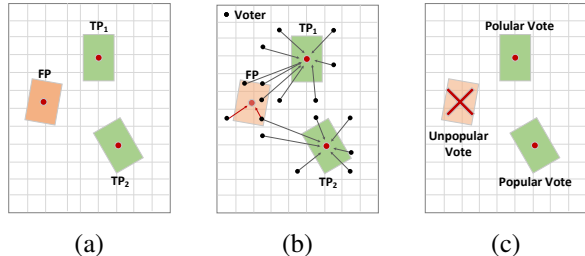 TP₁
FP
TP₂
(a)
Voter
TP₁
FP
TP₂
(b)
Polular Vote
Unpopular
Vote
Popular Vote
(c)